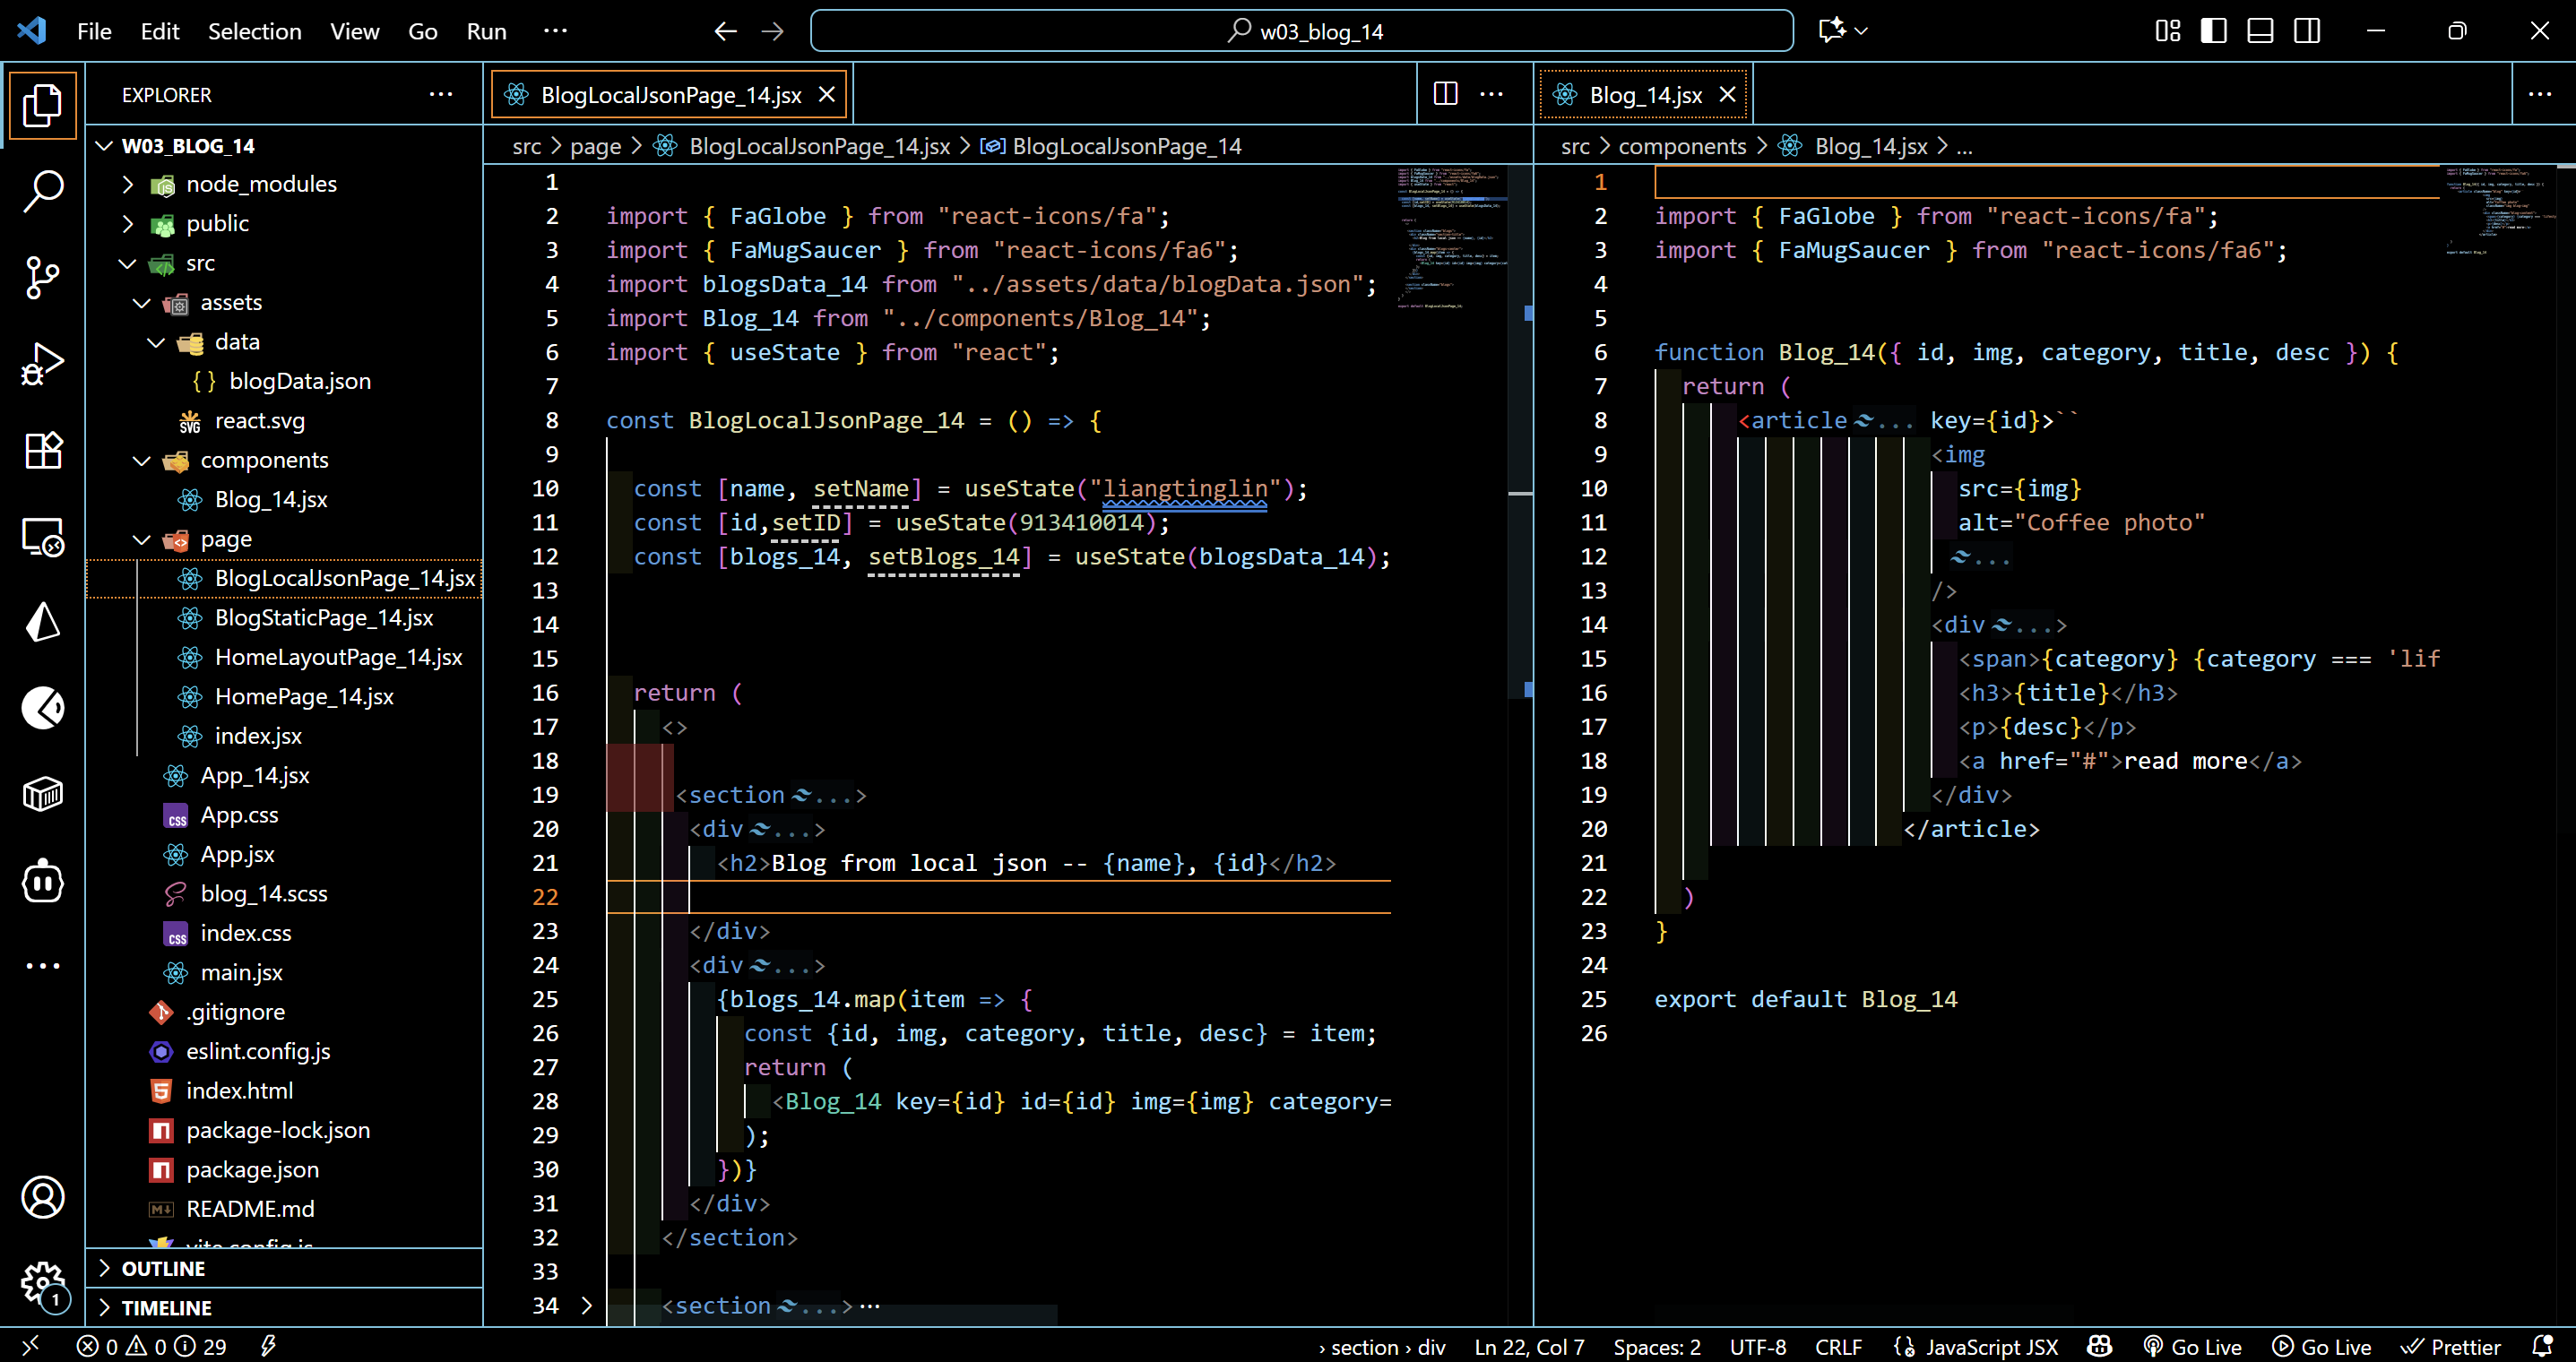 File Edit Selection View Go Run ··· w03_blog_14
EXPLORER ···
W03_BLOG_14
node_modules
public
src
assets
data
{ } blogData.json
react.svg
components
Blog_14.jsx
page
BlogLocalJsonPage_14.jsx
BlogStaticPage_14.jsx
HomeLayoutPage_14.jsx
HomePage_14.jsx
index.jsx
App_14.jsx
App.css
App.jsx
blog_14.scss
index.css
main.jsx
.gitignore
eslint.config.js
index.html
package-lock.json
package.json
README.md
vite.config.js
OUTLINE
TIMELINE
BlogLocalJsonPage_14.jsx
src > page > BlogLocalJsonPage_14.jsx > BlogLocalJsonPage_14
1
2 import { FaGlobe } from "react-icons/fa";
3 import { FaMugSaucer } from "react-icons/fa6";
4 import blogsData_14 from "../assets/data/blogData.json";
5 import Blog_14 from "../components/Blog_14";
6 import { useState } from "react";
7
8 const BlogLocalJsonPage_14 = () => {
9
10 const [name, setName] = useState("liangtinglin");
11 const [id,setID] = useState(913410014);
12 const [blogs_14, setBlogs_14] = useState(blogsData_14);
13
14
15
16 return (
17 <>
18
19 <section ...>
20 <div ...>
21 <h2>Blog from local json -- {name}, {id}</h2>
22
23 </div>
24 <div ...>
25 {blogs_14.map(item => {
26 const {id, img, category, title, desc} = item;
27 return (
28 <Blog_14 key={id} id={id} img={img} category=
29 );
30 })}
31 </div>
32 </section>
33
34 <section ...> ···
Blog_14.jsx
src > components > Blog_14.jsx > ...
1
2 import { FaGlobe } from "react-icons/fa";
3 import { FaMugSaucer } from "react-icons/fa6";
4
5
6 function Blog_14({ id, img, category, title, desc }) {
7 return (
8 <article ... key={id}>``
9 <img
10 src={img}
11 alt="Coffee photo"
12 ...
13 />
14 <div ...>
15 <span>{category} {category === 'lif
16 <h3>{title}</h3>
17 <p>{desc}</p>
18 <a href="#">read more</a>
19 </div>
20 </article>
21
22 )
23 }
24
25 export default Blog_14
26
1
0 0 29 › section › div Ln 22, Col 7 Spaces: 2 UTF-8 CRLF JavaScript JSX Go Live Go Live Prettier